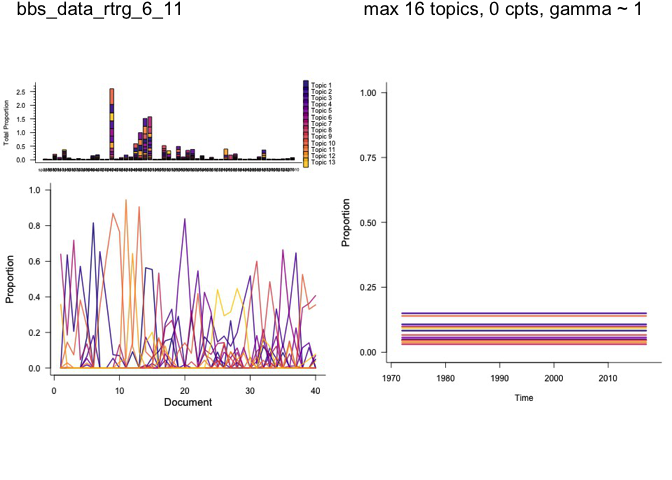 bbs_data_rtrg_6_11
max 16 topics, 0 cpts, gamma ~ 1
Total Proportion
2.5
2.0
1.5
1.0
0.5
0.0
Topic 1
Topic 2
Topic 3
Topic 4
Topic 5
Topic 6
Topic 7
Topic 8
Topic 9
Topic 10
Topic 11
Topic 12
Topic 13
Proportion
1.0
0.8
0.6
0.4
0.2
0.0
0
10
20
30
40
Document
Proportion
1.00
0.75
0.50
0.25
0.00
1970
1980
1990
2000
2010
Time